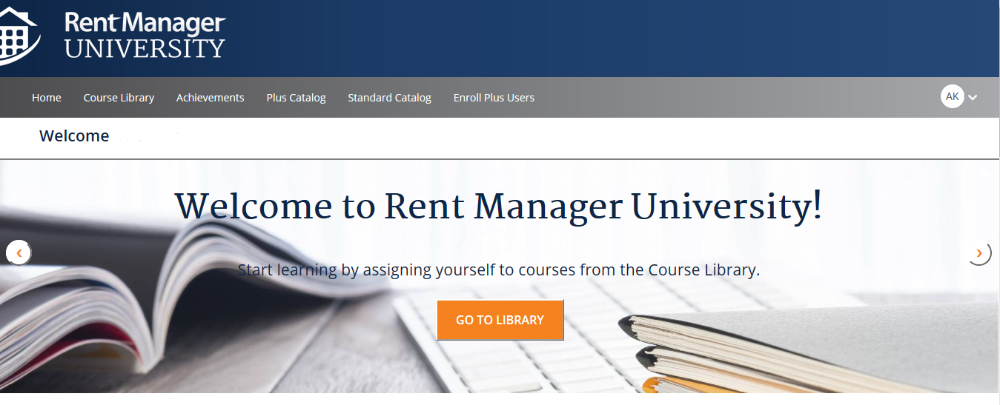 Rent Manager
UNIVERSITY
Home Course Library Achievements Plus Catalog Standard Catalog Enroll Plus Users AK
Welcome
Welcome to Rent Manager University!
Start learning by assigning yourself to courses from the Course Library.
GO TO LIBRARY